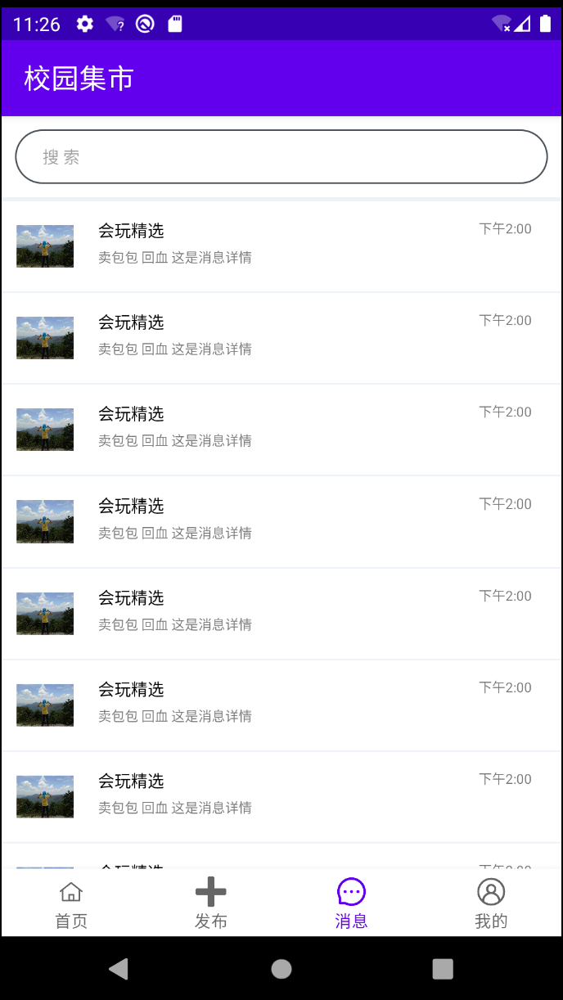 11:26
校园集市
搜 索
会玩精选
下午2:00
卖包包 回血 这是消息详情
会玩精选
下午2:00
卖包包 回血 这是消息详情
会玩精选
下午2:00
卖包包 回血 这是消息详情
会玩精选
下午2:00
卖包包 回血 这是消息详情
会玩精选
下午2:00
卖包包 回血 这是消息详情
会玩精选
下午2:00
卖包包 回血 这是消息详情
会玩精选
下午2:00
卖包包 回血 这是消息详情
首页
发布
消息
我的